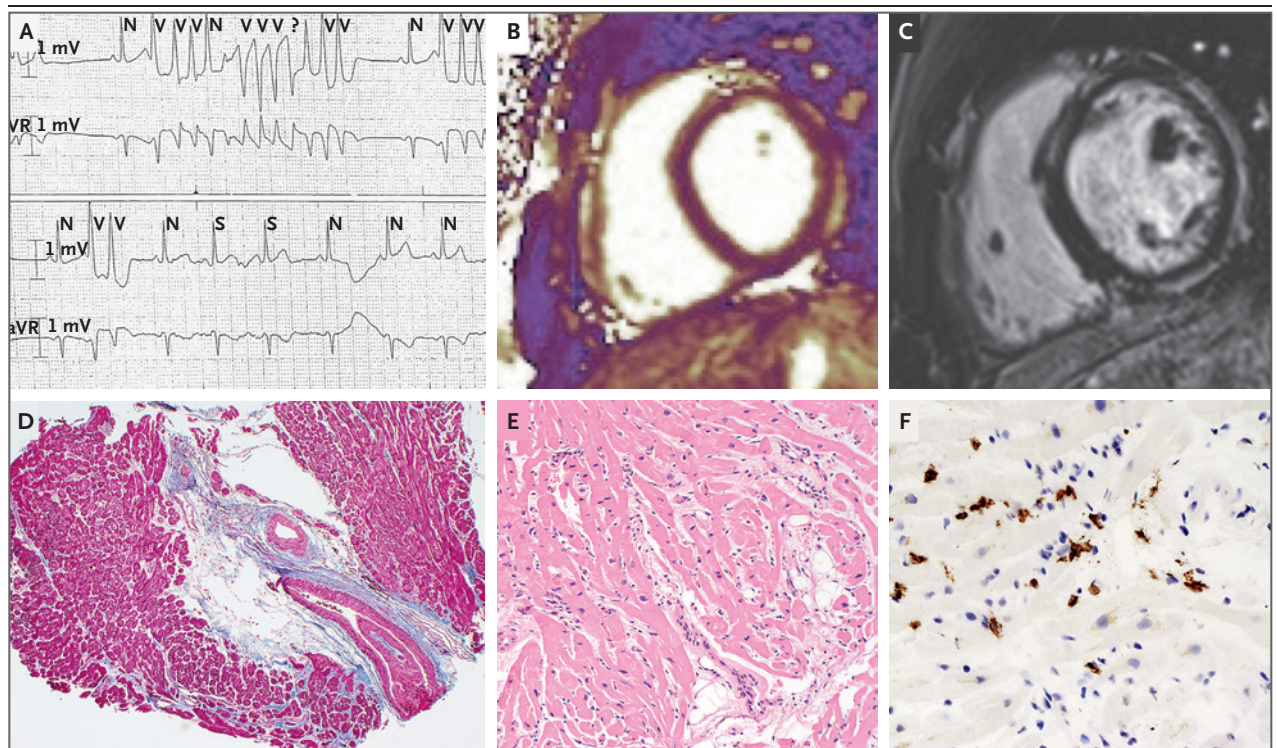 A
N V V V N V V V ? V V N V V V
1 mV
VR 1 mV
N V V N S S N N N
1 mV
aVR 1 mV
B
C
D
E
F